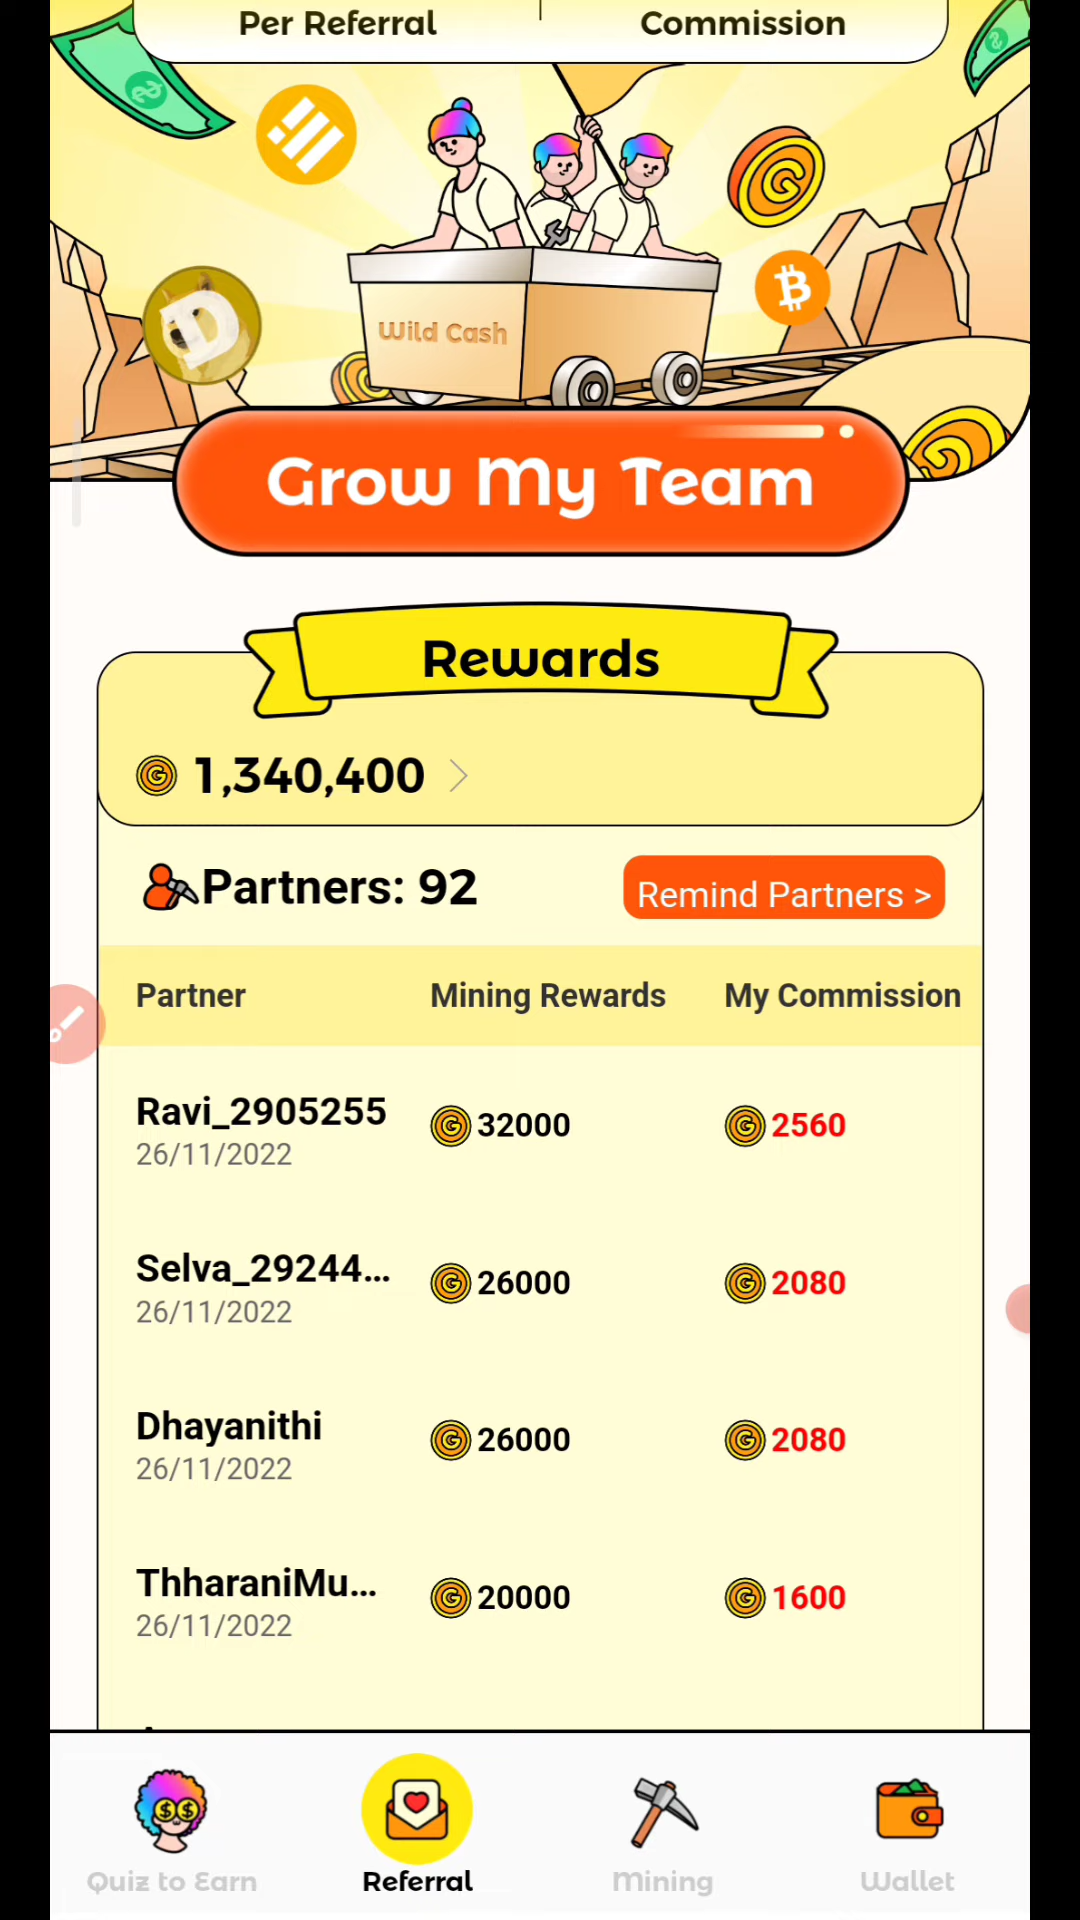 Per Referral
Commission
Wild Cash
Grow My Team
Rewards
1,340,400 >
Partners: 92
Remind Partners >
Partner Mining Rewards My Commission
Ravi_2905255
26/11/2022
32000
2560
Selva_29244...
26/11/2022
26000
2080
Dhayanithi
26/11/2022
26000
2080
ThharaniMu...
26/11/2022
20000
1600
Quiz to Earn
Referral
Mining
Wallet